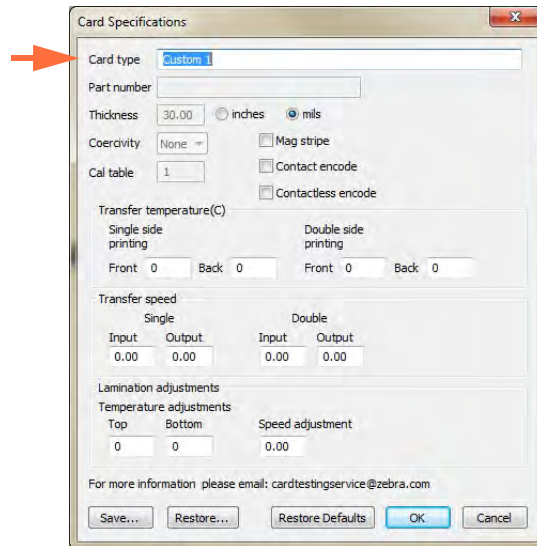 Card Specifications
Card type Custom 1
Part number
Thickness 30.00 inches mils
Coercivity None Mag stripe
Contact encode
Cal table 1
Contactless encode
Transfer temperature(C)
Single side printing Double side printing
Front 0 Back 0 Front 0 Back 0
Transfer speed
Single Double
Input Output Input Output
0.00 0.00 0.00 0.00
Lamination adjustments
Temperature adjustments
Top Bottom Speed adjustment
0 0 0.00
For more information please email: cardtestingservice@zebra.com
Save... Restore... Restore Defaults OK Cancel